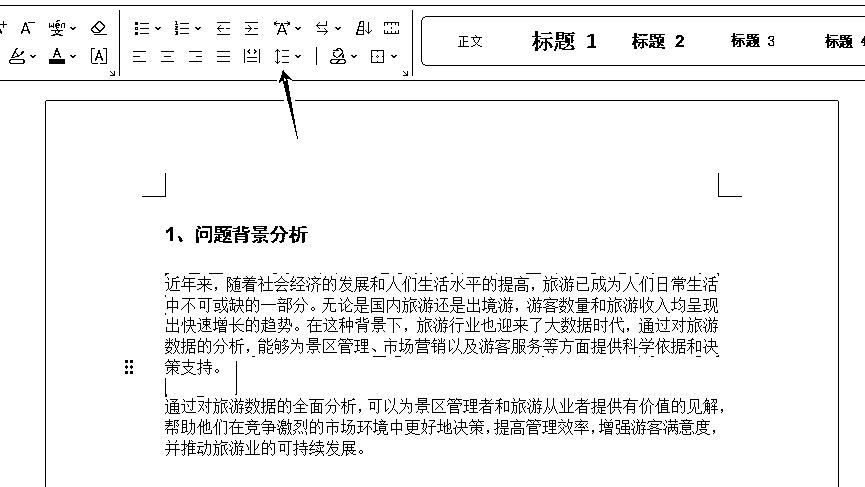 A
A
wén
A
[A]
A
正文
标题 1
标题 2
标题 3
标题 4
1、问题背景分析
近年来，随着社会经济的发展和人们生活水平的提高，旅游已成为人们日常生活
中不可或缺的一部分。无论是国内旅游还是出境游，游客数量和旅游收入均呈现
出快速增长的趋势。在这种背景下，旅游行业也迎来了大数据时代，通过对旅游
数据的分析，能够为景区管理、市场营销以及游客服务等方面提供科学依据和决
策支持。
通过对旅游数据的全面分析，可以为景区管理者和旅游从业者提供有价值的见解，
帮助他们在竞争激烈的市场环境中更好地决策，提高管理效率，增强游客满意度，
并推动旅游业的可持续发展。